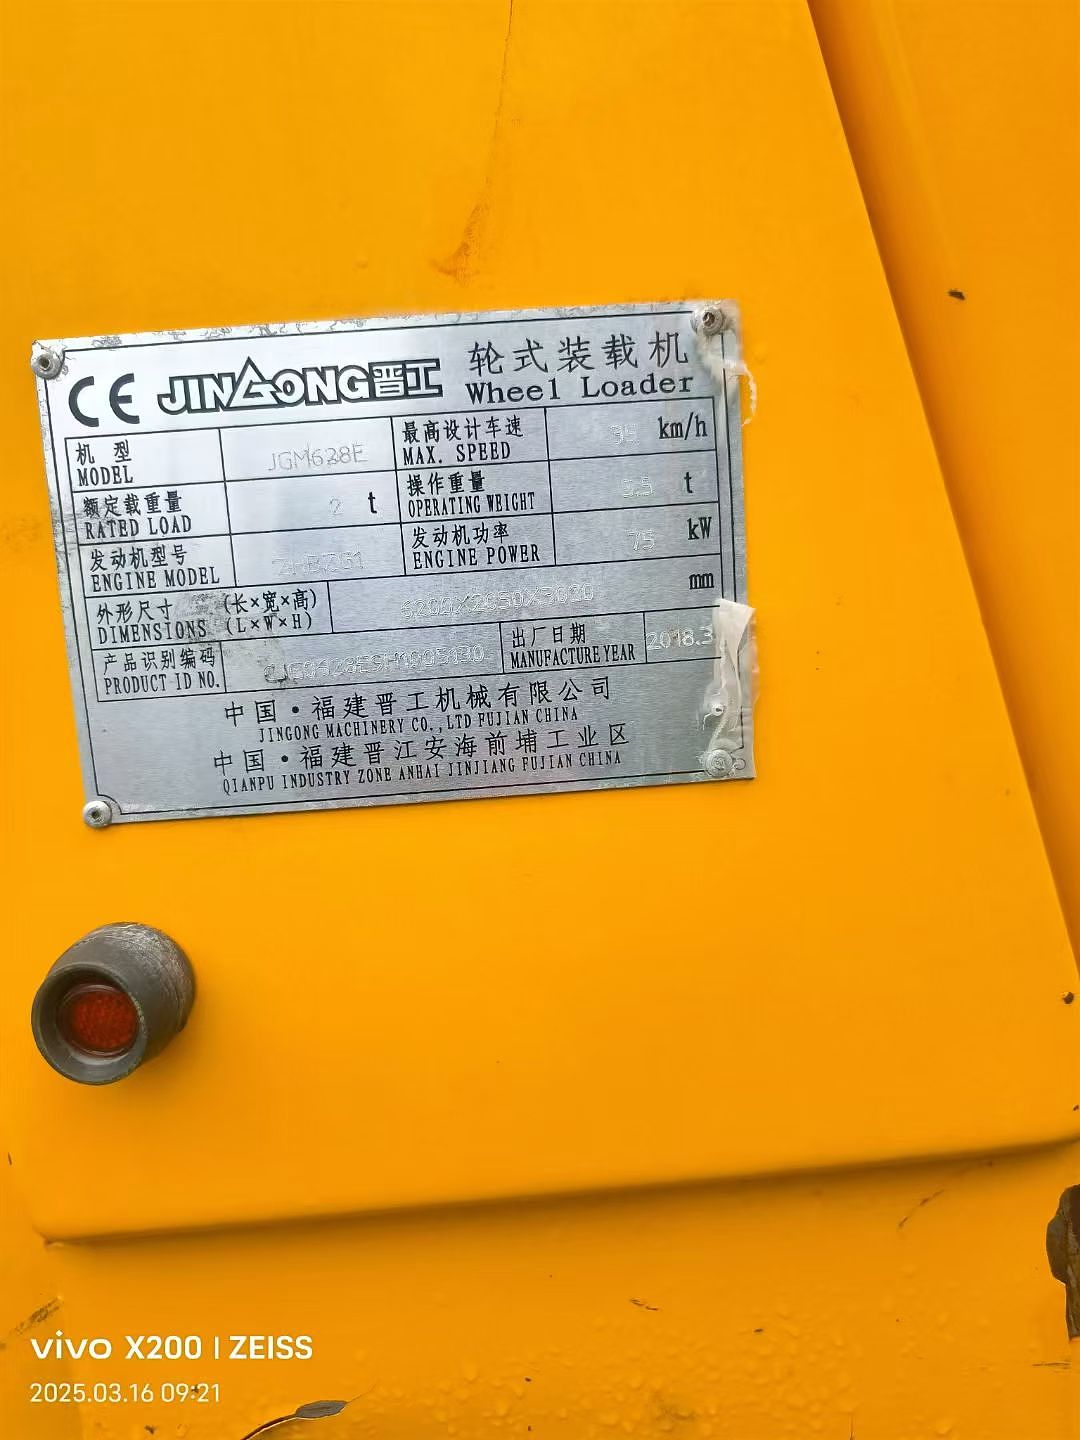 CE JINGONG晋工 轮式装载机
Wheel Loader
机 型
MODEL
JGM628E
最高设计车速
MAX. SPEED
km/h
额定载重量
RATED LOAD
2 t
操作重量
OPERATING WEIGHT
t
发动机型号
ENGINE MODEL
发动机功率
ENGINE POWER
75 kW
外形尺寸 (长×宽×高)
DIMENSIONS (L×W×H)
mm
产品识别编码
PRODUCT ID NO.
出厂日期
MANUFACTURE YEAR
2018.3
中国·福建晋工机械有限公司
JINGONG MACHINERY CO.,LTD FUJIAN CHINA
中国·福建晋江安海前埔工业区
QIANPU INDUSTRY ZONE ANHAI JINJIANG FUJIAN CHINA
vivo X200 | ZEISS
2025.03.16 09:21